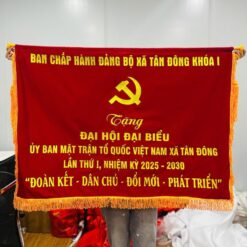 BAN CHẤP HÀNH ĐẢNG BỘ XÃ TÂN ĐÔNG KHÓA I
Tặng
ĐẠI HỘI ĐẠI BIỂU
ỦY BAN MẶT TRẬN TỔ QUỐC VIỆT NAM XÃ TÂN ĐÔNG
LẦN THỨ I, NHIỆM KỲ 2025 - 2030
"ĐOÀN KẾT - DÂN CHỦ - ĐỔI MỚI - PHÁT TRIỂN"